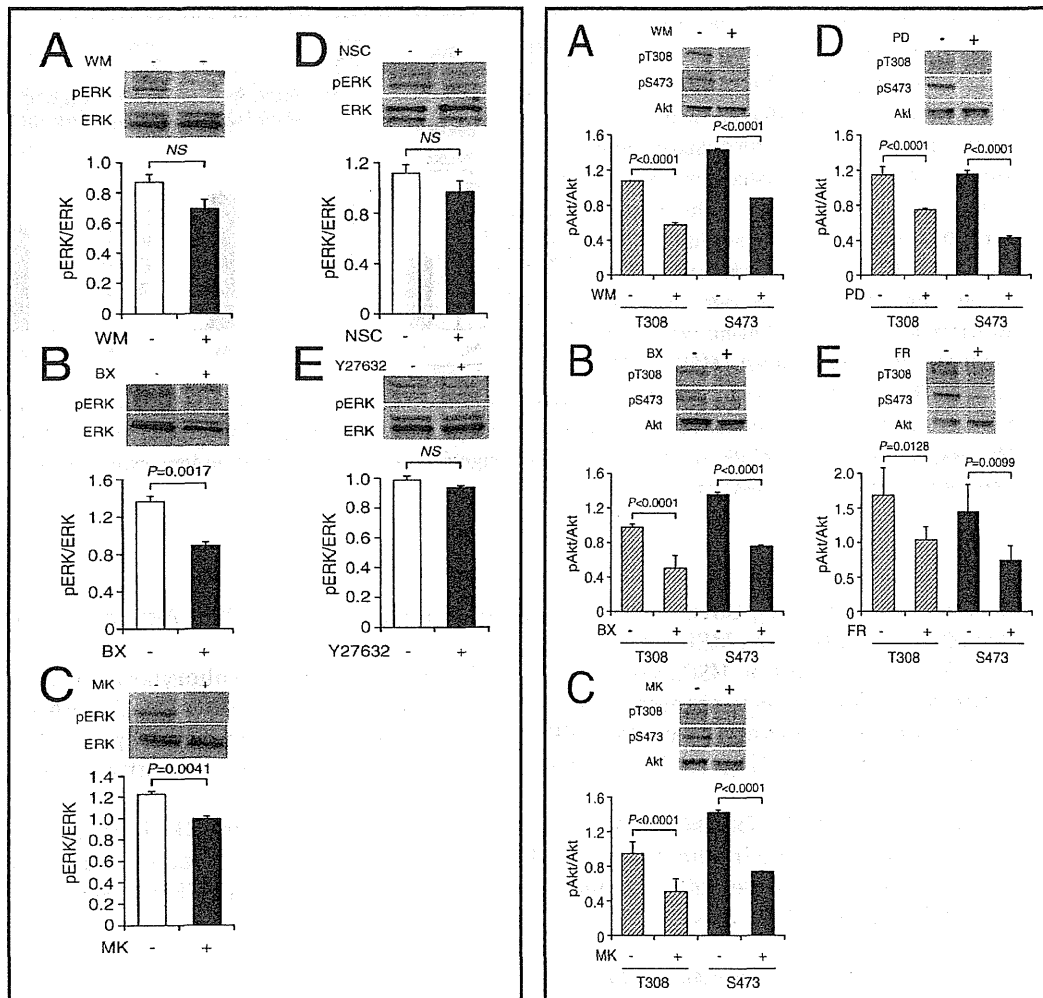 A
WM - –
pERK
ERK
NS
pERK/ERK
1.0
0.8
0.6
0.4
0.2
0
WM - +
B
BX - +
pERK
ERK
P=0.0017
pERK/ERK
1.6
1.2
0.8
0.4
0
BX - +
C
MK - +
pERK
ERK
P=0.0041
pERK/ERK
1.4
1.2
1.0
0.8
0.6
0.4
0.2
0
MK - +
D
NSC - +
pERK
ERK
NS
pERK/ERK
1.2
0.8
0.4
0
NSC - +
E
Y27632 - +
pERK
ERK
NS
pERK/ERK
1.0
0.8
0.6
0.4
0.2
0
Y27632 - +
A
WM - +
pT308
pS473
Akt
P<0.0001
P<0.0001
pAkt/Akt
1.6
1.2
0.8
0.4
0
WM - + - +
T308 S473
B
BX - +
pT308
pS473
Akt
P<0.0001
P<0.0001
pAkt/Akt
1.6
1.2
0.8
0.4
0
BX - + - +
T308 S473
C
MK - +
pT308
pS473
Akt
P<0.0001
P<0.0001
pAkt/Akt
1.6
1.2
0.8
0.4
0
MK - + - +
T308 S473
D
PD - +
pT308
pS473
Akt
P<0.0001
P<0.0001
pAkt/Akt
1.6
1.2
0.8
0.4
0
PD - + - +
T308 S473
E
FR - +
pT308
pS473
Akt
P=0.0128
P=0.0099
pAkt/Akt
2.0
1.5
1.0
1.0
0
FR - + - +
T308 S473